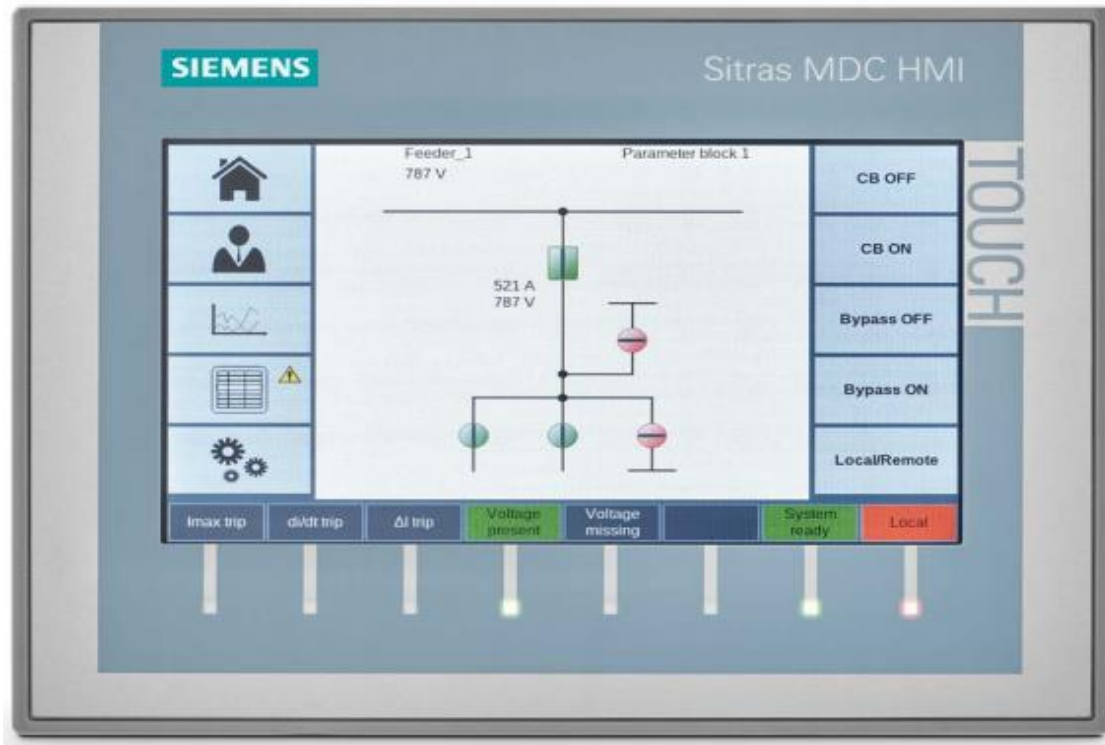 SIEMENS
Sitras MDC HMI
TOUCH
Feeder_1
Parameter block 1
787 V
521 A
787 V
CB OFF
CB ON
Bypass OFF
Bypass ON
Local/Remote
Imax trip
di/dt trip
ΔI trip
Voltage
present
Voltage
missing
System
ready
Local